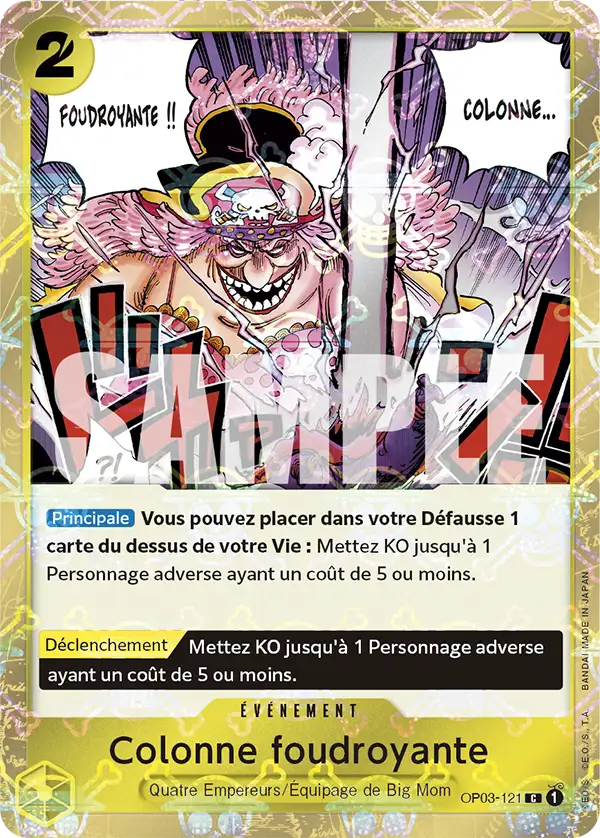 2
FOUDROYANTE !!
COLONNE...
SAMPLE
?!
Principale Vous pouvez placer dans votre Défausse 1
carte du dessus de votre Vie : Mettez KO jusqu'à 1
Personnage adverse ayant un coût de 5 ou moins.
Déclenchement Mettez KO jusqu'à 1 Personnage adverse
ayant un coût de 5 ou moins.
ÉVÉNEMENT
Colonne foudroyante
Quatre Empereurs/Équipage de Big Mom
OP03-121 C 1
©E.O./S., T.A. BANDAI MADE IN JAPAN